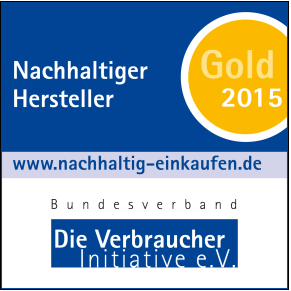 Nachhaltiger
Hersteller
Gold
2015
www.nachhaltig-einkaufen.de
Bundesverband
Die Verbraucher
Initiative e.V.